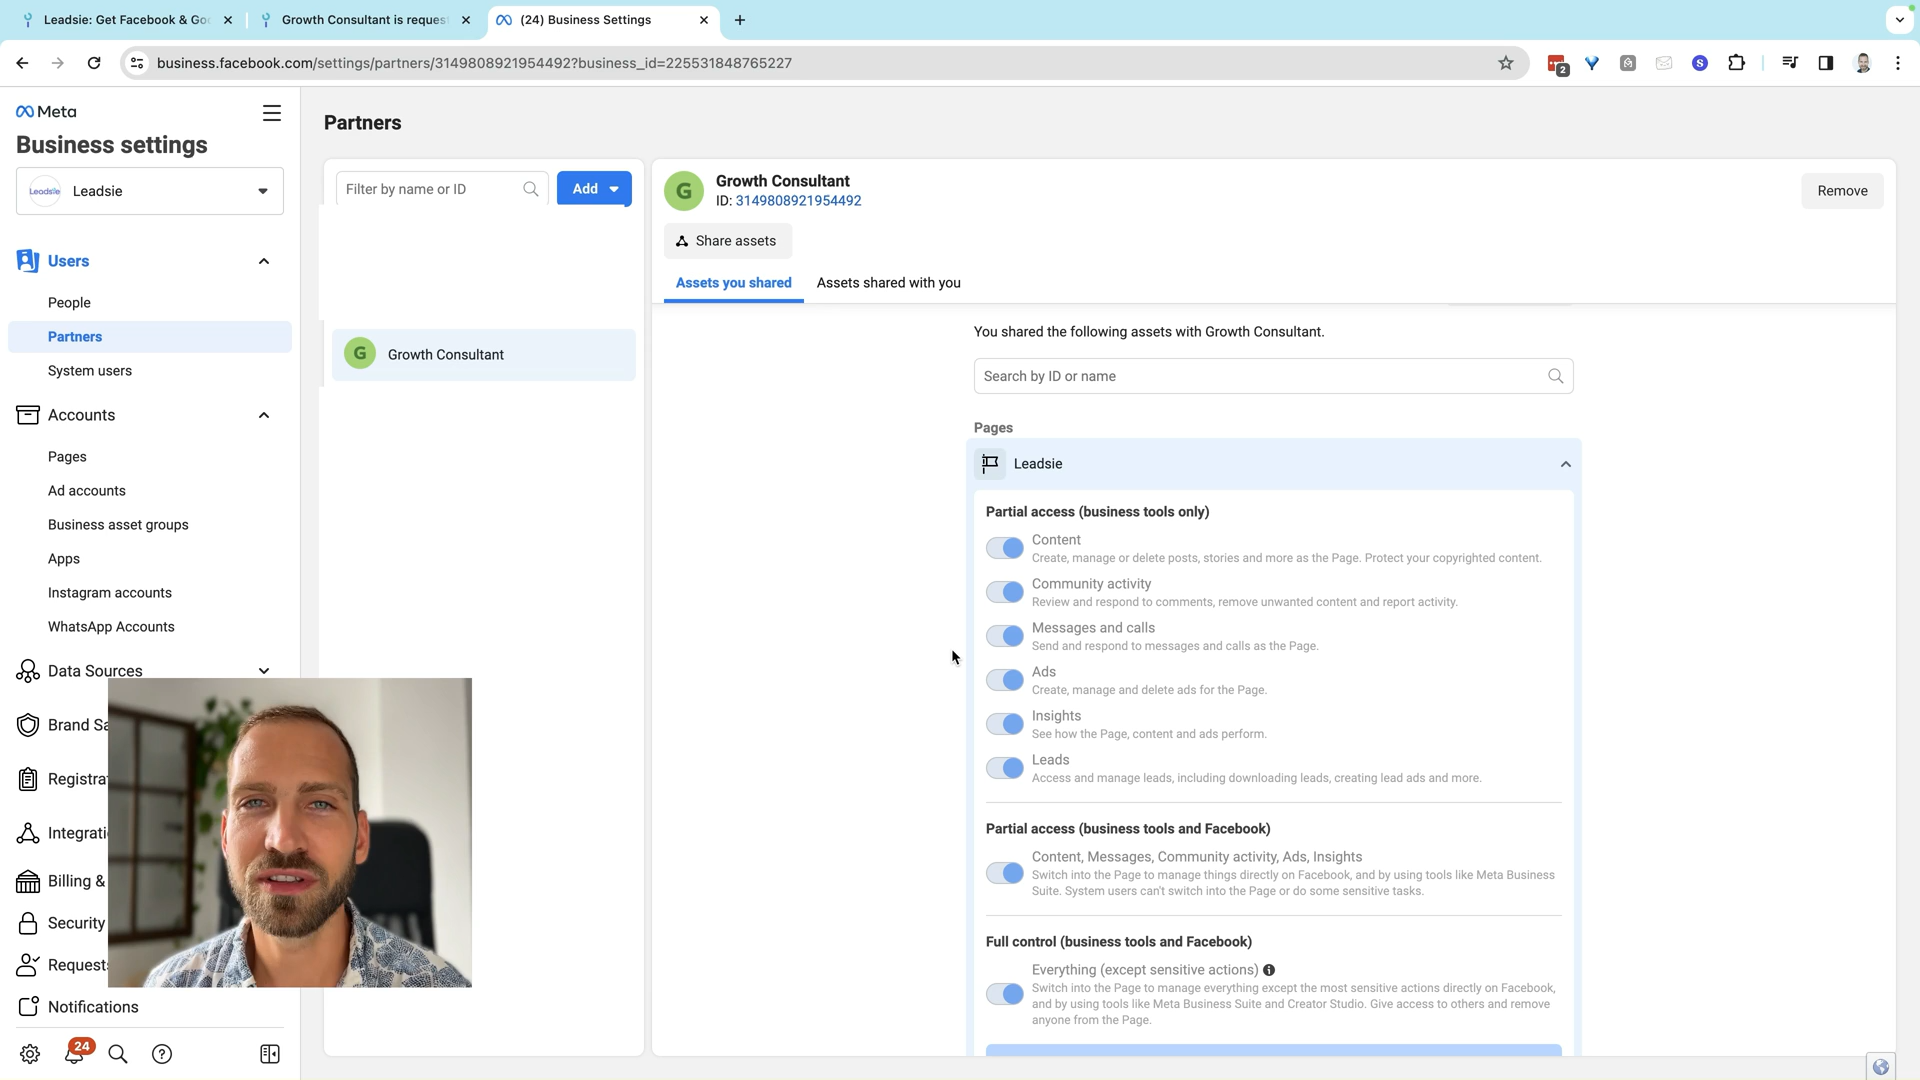 Leadsie: Get Facebook & Go
Growth Consultant is reques
(24) Business Settings
business.facebook.com/settings/partners/3149808921954492?business_id=225531848765227
2
S
Meta
Business settings
Leadsie
Leadsie
Users
People
Partners
System users
Accounts
Pages
Ad accounts
Business asset groups
Apps
Instagram accounts
WhatsApp Accounts
Data Sources
Brand Sa
Registra
Integrati
Billing &
Security
Requests
Notifications
24
Partners
Filter by name or ID
Add
G
Growth Consultant
G
Growth Consultant
ID: 3149808921954492
Remove
Share assets
Assets you shared
Assets shared with you
You shared the following assets with Growth Consultant.
Search by ID or name
Pages
Leadsie
Partial access (business tools only)
Content
Create, manage or delete posts, stories and more as the Page. Protect your copyrighted content.
Community activity
Review and respond to comments, remove unwanted content and report activity.
Messages and calls
Send and respond to messages and calls as the Page.
Ads
Create, manage and delete ads for the Page.
Insights
See how the Page, content and ads perform.
Leads
Access and manage leads, including downloading leads, creating lead ads and more.
Partial access (business tools and Facebook)
Content, Messages, Community activity, Ads, Insights
Switch into the Page to manage things directly on Facebook, and by using tools like Meta Business
Suite. System users can't switch into the Page or do some sensitive tasks.
Full control (business tools and Facebook)
Everything (except sensitive actions)
Switch into the Page to manage everything except the most sensitive actions directly on Facebook,
and by using tools like Meta Business Suite and Creator Studio. Give access to others and remove
anyone from the Page.